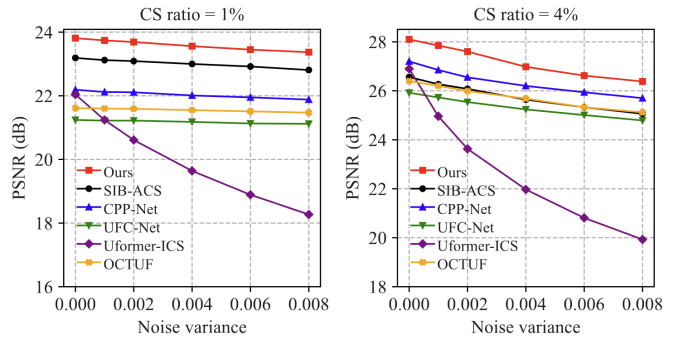 CS ratio = 1%
PSNR (dB)
24
22
20
18
16
Ours
SIB-ACS
CPP-Net
UFC-Net
Uformer-ICS
OCTUF
0.000 0.002 0.004 0.006 0.008
Noise variance
CS ratio = 4%
PSNR (dB)
28
26
24
22
20
18
Ours
SIB-ACS
CPP-Net
UFC-Net
Uformer-ICS
OCTUF
0.000 0.002 0.004 0.006 0.008
Noise variance